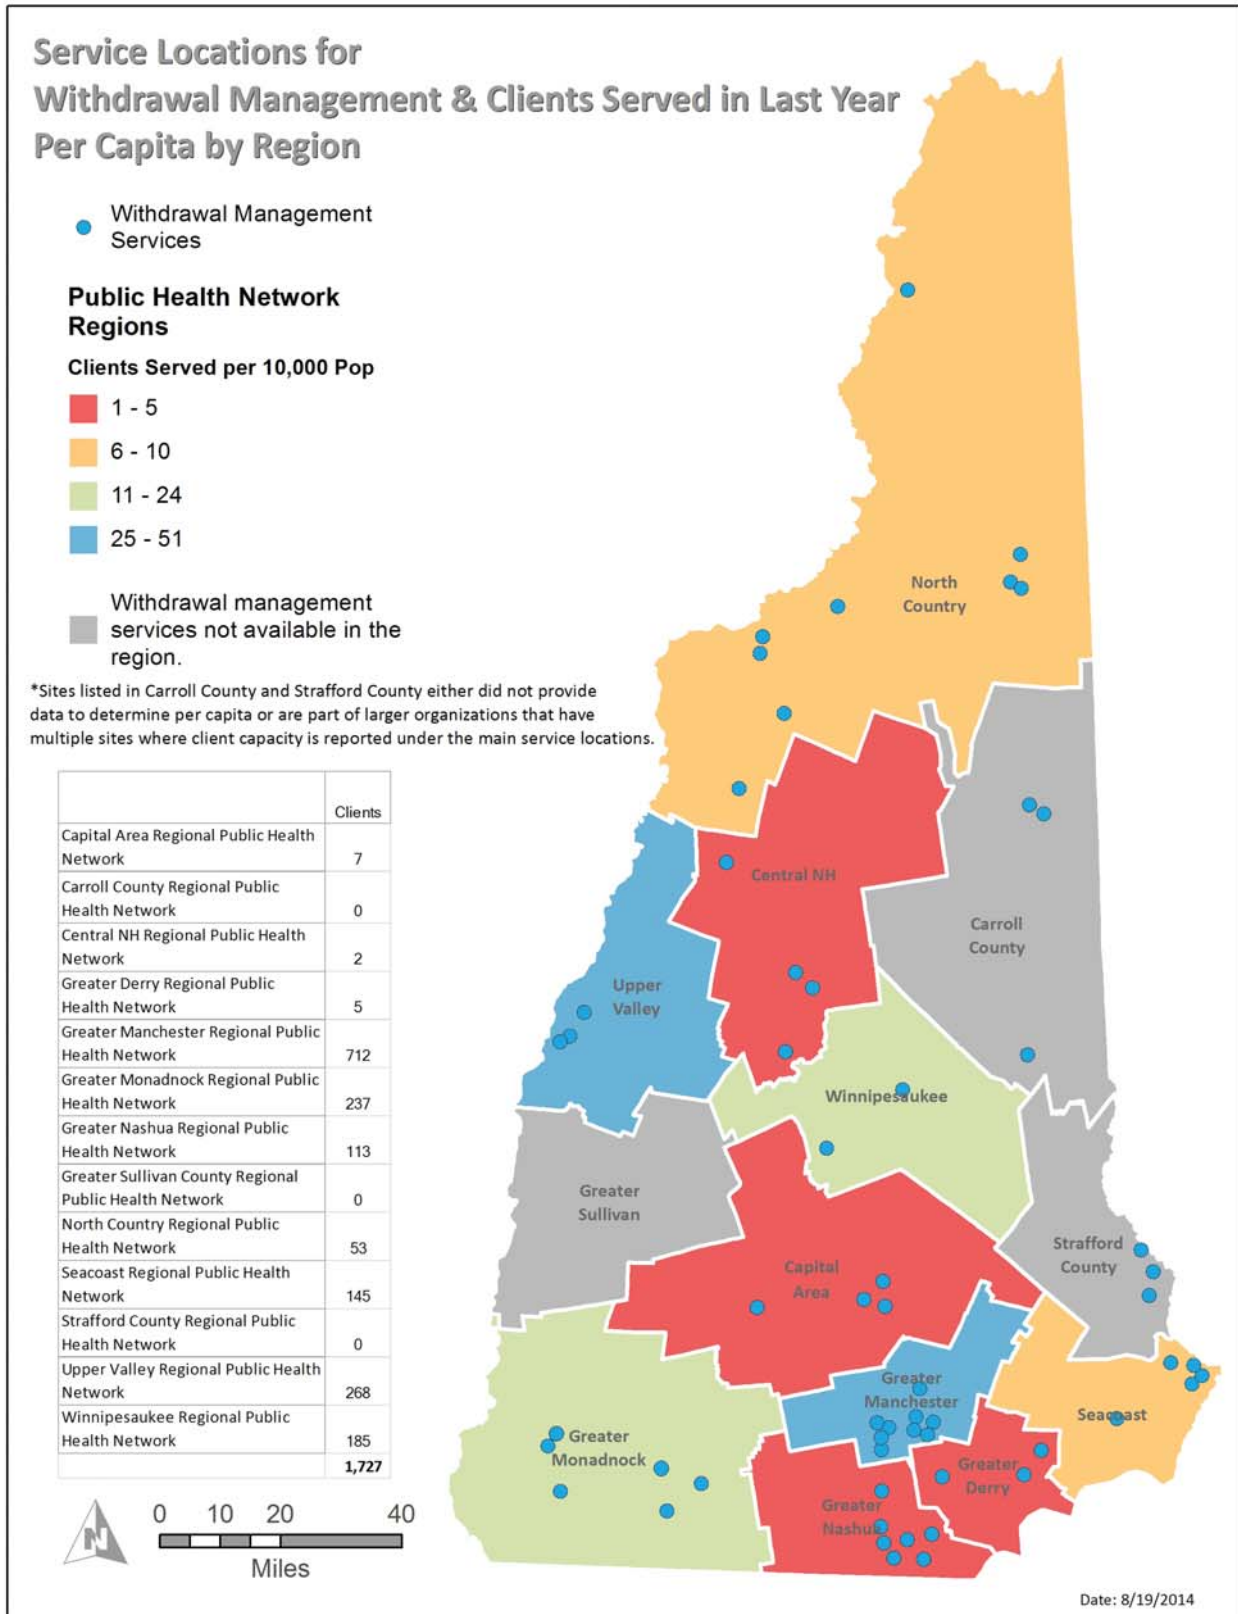 Service Locations for
Withdrawal Management & Clients Served in Last Year
Per Capita by Region
Withdrawal Management
Services
Public Health Network
Regions
Clients Served per 10,000 Pop
1 - 5
6 - 10
11 - 24
25 - 51
Withdrawal management
services not available in the
region.
*Sites listed in Carroll County and Strafford County either did not provide
data to determine per capita or are part of larger organizations that have
multiple sites where client capacity is reported under the main service locations.
Clients
Capital Area Regional Public Health
Network 7
Carroll County Regional Public
Health Network 0
Central NH Regional Public Health
Network 2
Greater Derry Regional Public
Health Network 5
Greater Manchester Regional Public
Health Network 712
Greater Monadnock Regional Public
Health Network 237
Greater Nashua Regional Public
Health Network 113
Greater Sullivan County Regional
Public Health Network 0
North Country Regional Public
Health Network 53
Seacoast Regional Public Health
Network 145
Strafford County Regional Public
Health Network 0
Upper Valley Regional Public Health
Network 268
Winnipesaukee Regional Public
Health Network 185
1,727
N
0 10 20 40
Miles
North
Country
Central NH
Carroll
County
Upper
Valley
Winnipesaukee
Greater
Sullivan
Strafford
County
Capital
Area
Greater
Manchester
Seacoast
Greater
Monadnock
Greater
Derry
Greater
Nashua
Date: 8/19/2014